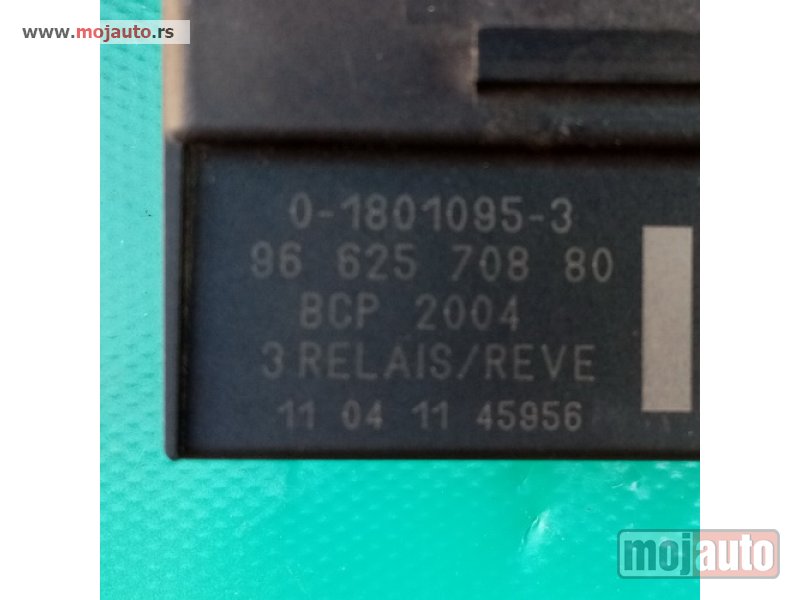 www.mojauto.rs
0-1801095-3
96 625 708 80
BCP 2004
3 RELAIS/REVE
11 04 11 45956
mojauto